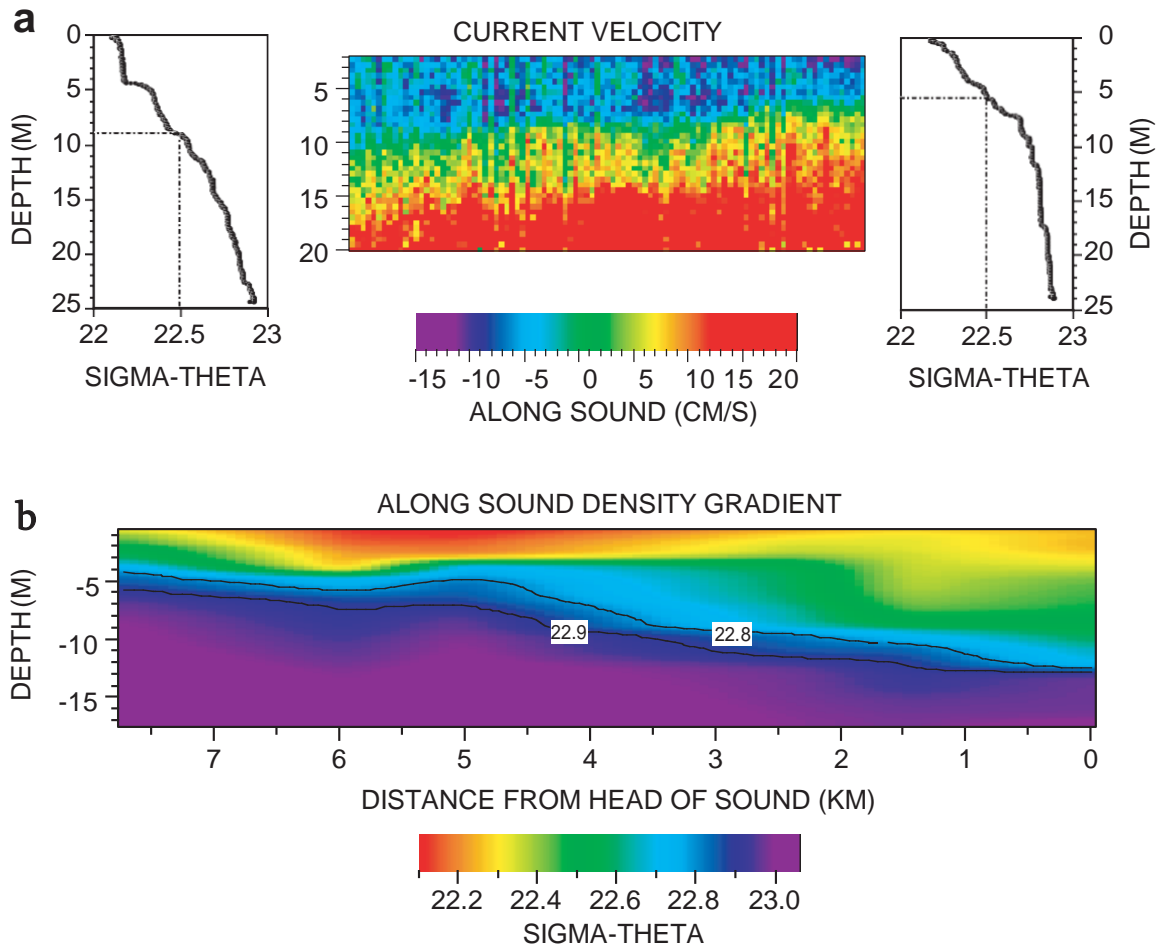 a
CURRENT VELOCITY
0
5
10
15
20
25
DEPTH (M)
22 22.5 23
SIGMA-THETA
5
10
15
20
-15 -10 -5 0 5 10 15 20
ALONG SOUND (CM/S)
0
5
10
15
20
25
DEPTH (M)
22 22.5 23
SIGMA-THETA
b
ALONG SOUND DENSITY GRADIENT
DEPTH (M)
-5
-10
-15
22.9
22.8
7 6 5 4 3 2 1 0
DISTANCE FROM HEAD OF SOUND (KM)
22.2 22.4 22.6 22.8 23.0
SIGMA-THETA